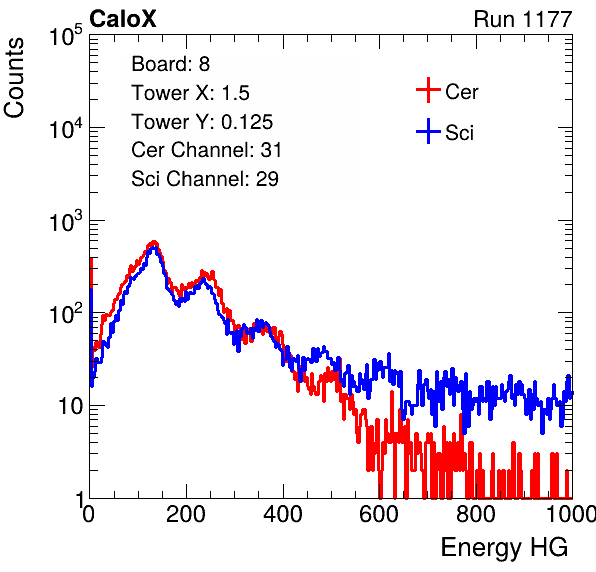 CaloX Run 1177
Counts
10^5
10^4
10^3
10^2
10
1
Board: 8
Tower X: 1.5
Tower Y: 0.125
Cer Channel: 31
Sci Channel: 29
Cer
Sci
0 200 400 600 800 1000
Energy HG